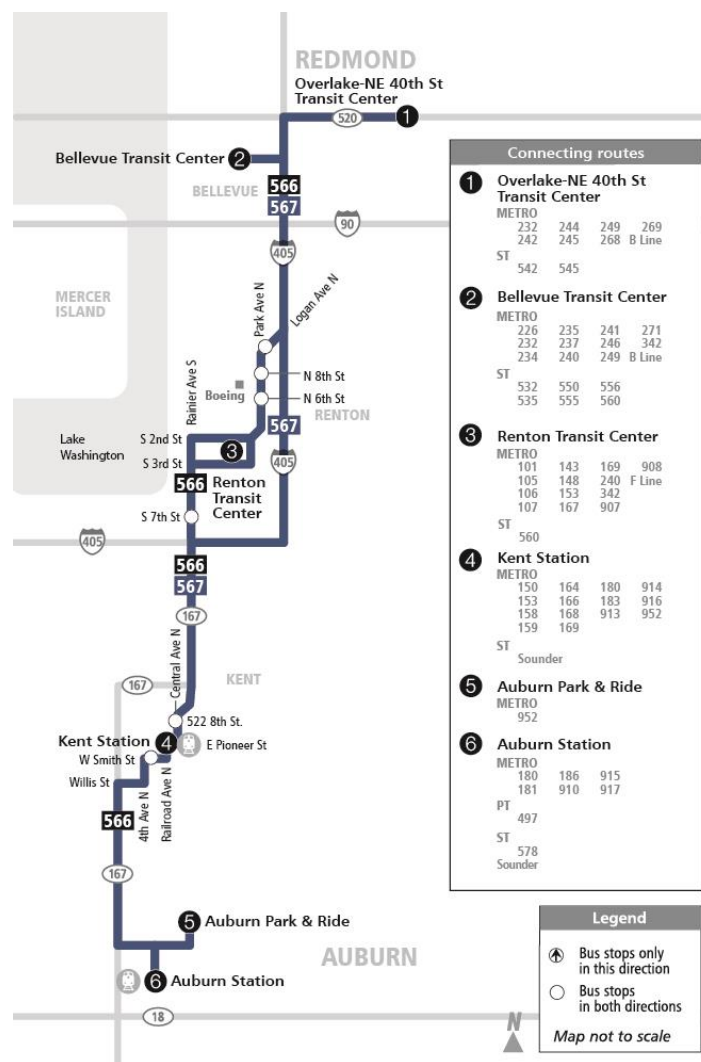 REDMOND
Overlake-NE 40th St
Transit Center
520
1
Bellevue Transit Center 2
BELLEVUE
566
567
90
405
MERCER
ISLAND
Park Ave N
Logan Ave N
Rainier Ave S
N 8th St
Boeing
N 6th St
RENTON
567
Lake
Washington
S 2nd St
3
S 3rd St
405
566
Renton
Transit
Center
S 7th St
405
566
567
167
Central Ave N
KENT
167
522 8th St.
Kent Station 4
E Pioneer St
W Smith St
Willis St
4th Ave N
Railroad Ave N
566
167
5 Auburn Park & Ride
AUBURN
6 Auburn Station
18
N
Connecting routes
1 Overlake-NE 40th St
Transit Center
METRO
232 244 249 269
242 245 268 B Line
ST
542 545
2 Bellevue Transit Center
METRO
226 235 241 271
232 237 246 342
234 240 249 B Line
ST
532 550 556
535 555 560
3 Renton Transit Center
METRO
101 143 169 908
105 148 240 F Line
106 153 342
107 167 907
ST
560
4 Kent Station
METRO
150 164 180 914
153 166 183 916
158 168 913 952
159 169
ST
Sounder
5 Auburn Park & Ride
METRO
952
6 Auburn Station
METRO
180 186 915
181 910 917
PT
497
ST
578
Sounder
Legend
Bus stops only
in this direction
Bus stops
in both directions
Map not to scale